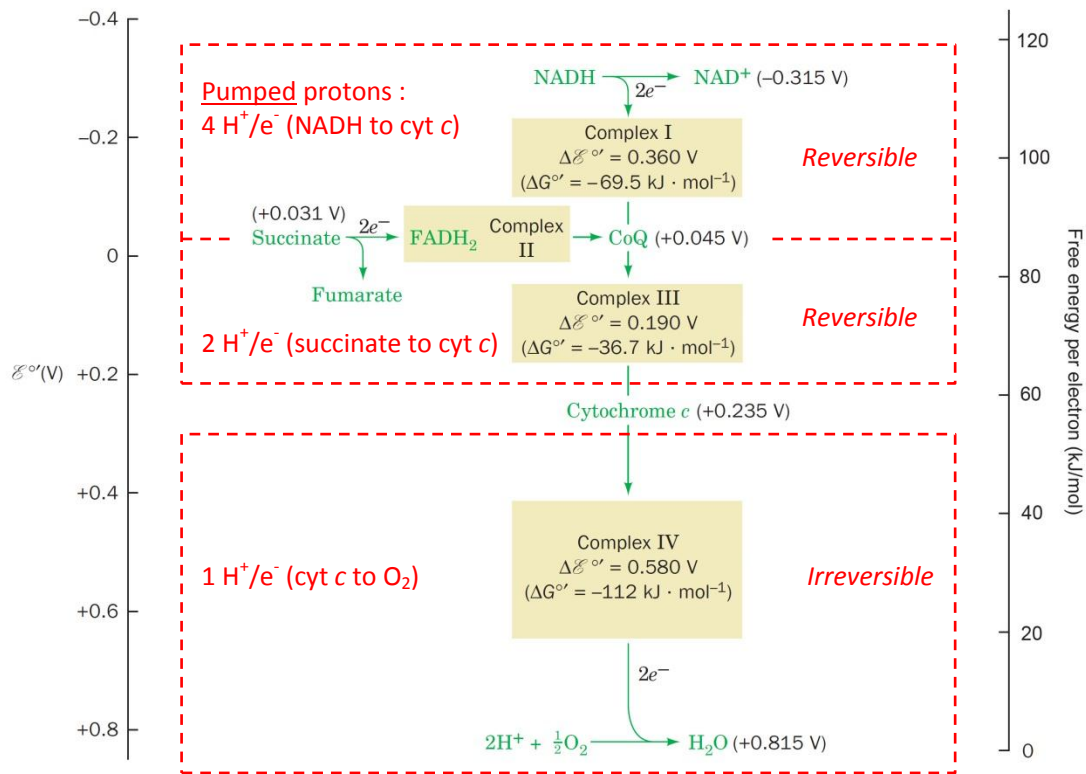 −0.4
−0.2
0
ℰ°′(V)
+0.2
+0.4
+0.6
+0.8
Pumped protons :
4 H⁺/e⁻ (NADH to cyt c)
NADH
2e⁻
NAD⁺ (−0.315 V)
Complex I
Δℰ°′ = 0.360 V
(ΔG°′ = −69.5 kJ · mol⁻¹)
Reversible
(+0.031 V)
Succinate
2e⁻
FADH₂
Complex
II
CoQ (+0.045 V)
Fumarate
2 H⁺/e⁻ (succinate to cyt c)
Complex III
Δℰ°′ = 0.190 V
(ΔG°′ = −36.7 kJ · mol⁻¹)
Reversible
Cytochrome c (+0.235 V)
1 H⁺/e⁻ (cyt c to O₂)
Complex IV
Δℰ°′ = 0.580 V
(ΔG°′ = −112 kJ · mol⁻¹)
Irreversible
2e⁻
2H⁺ + ½O₂
H₂O (+0.815 V)
120
100
80
60
40
20
0
Free energy per electron (kJ/mol)